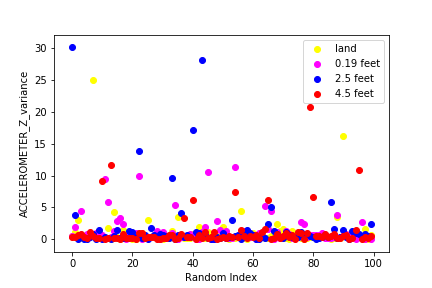 30
25
20
15
10
5
0
ACCELEROMETER_Z_variance
land
0.19 feet
2.5 feet
4.5 feet
0 20 40 60 80 100
Random Index